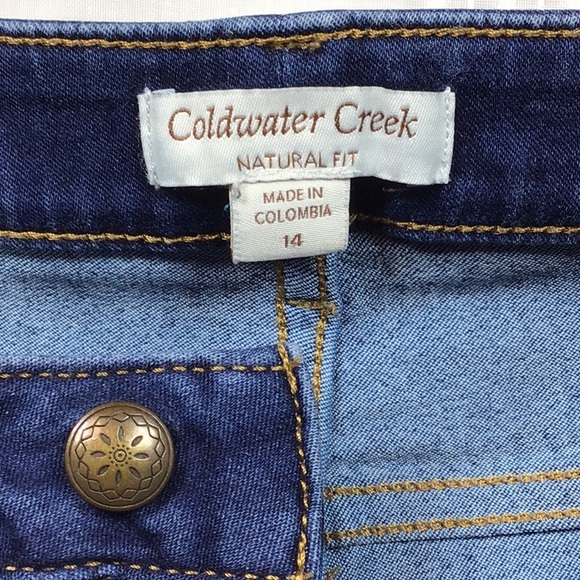 Coldwater Creek
NATURAL FIT
MADE IN
COLOMBIA
14